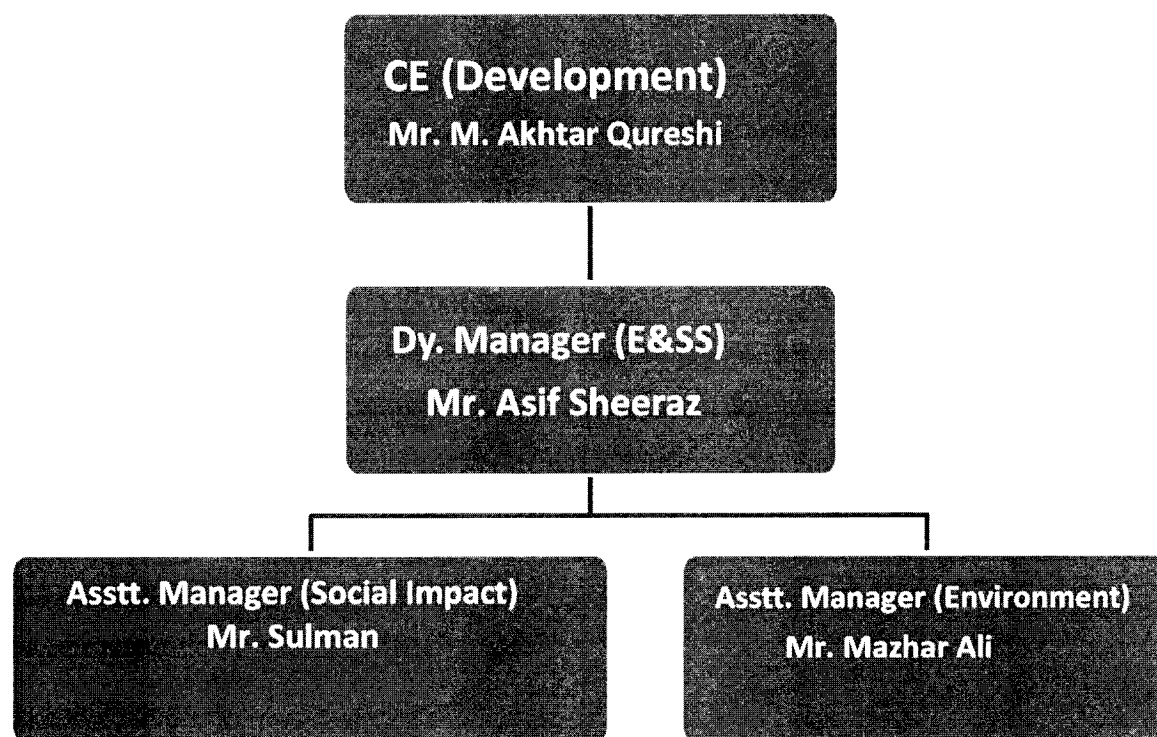 CE (Development)
Mr. M. Akhtar Qureshi
Dy. Manager (E&SS)
Mr. Asif Sheeraz
Asstt. Manager (Social Impact)
Mr. Sulman
Asstt. Manager (Environment)
Mr. Mazhar Ali